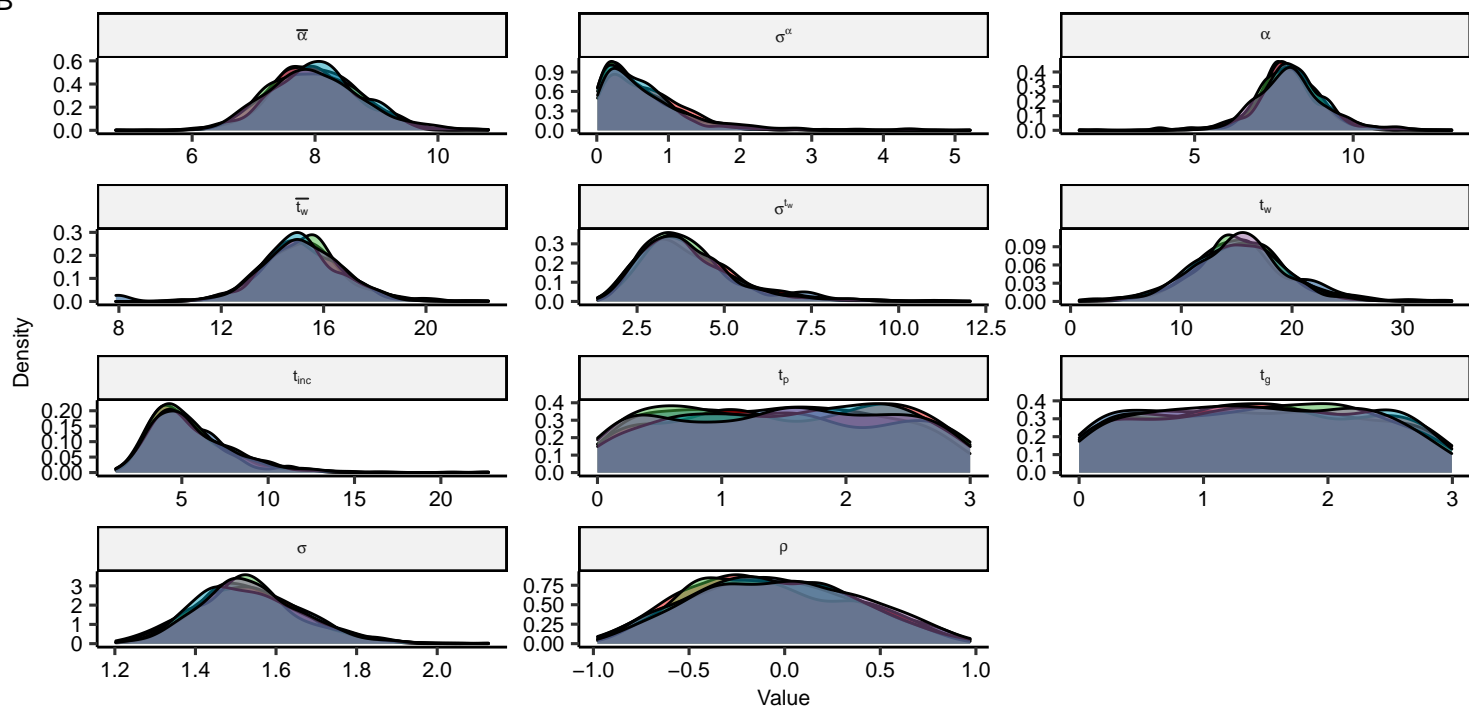 B
α̅ σ^α α
0.6 0.4 0.2 0.0 0.9 0.6 0.3 0.0 0.4 0.3 0.2 0.1 0.0
6 8 10 0 1 2 3 4 5 5 10
t̅_w σ^t_w t_w
0.3 0.2 0.1 0.0 0.3 0.2 0.1 0.0 0.09 0.06 0.03 0.00
8 12 16 20 2.5 5.0 7.5 10.0 12.5 0 10 20 30
t_inc t_p t_g
0.20 0.15 0.10 0.05 0.00 0.4 0.3 0.2 0.1 0.0 0.4 0.3 0.2 0.1 0.0
5 10 15 20 0 1 2 3 0 1 2 3
σ ρ
3 2 1 0 0.75 0.50 0.25 0.00
1.2 1.4 1.6 1.8 2.0 −1.0 −0.5 0.0 0.5 1.0
Density
Value